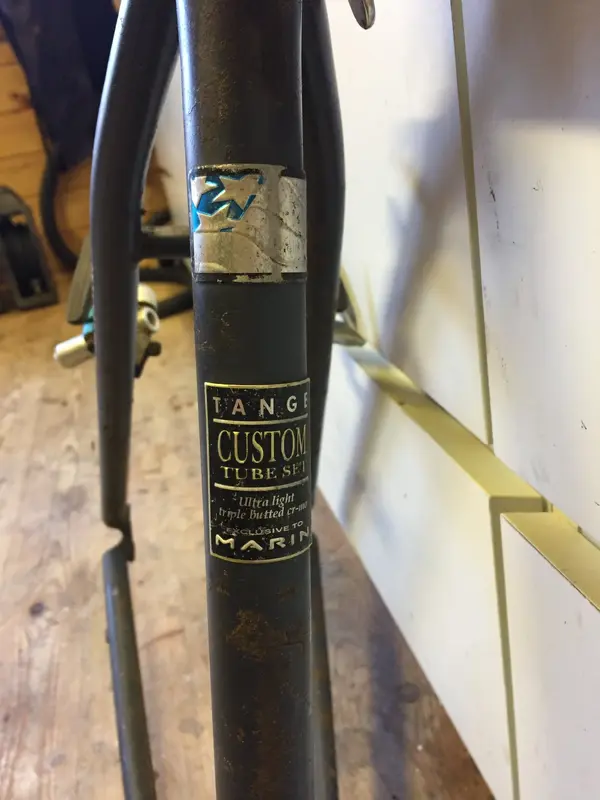 TANGE
CUSTOM
TUBE SET
Ultra light
triple butted cr-mo
EXCLUSIVE TO
MARIN